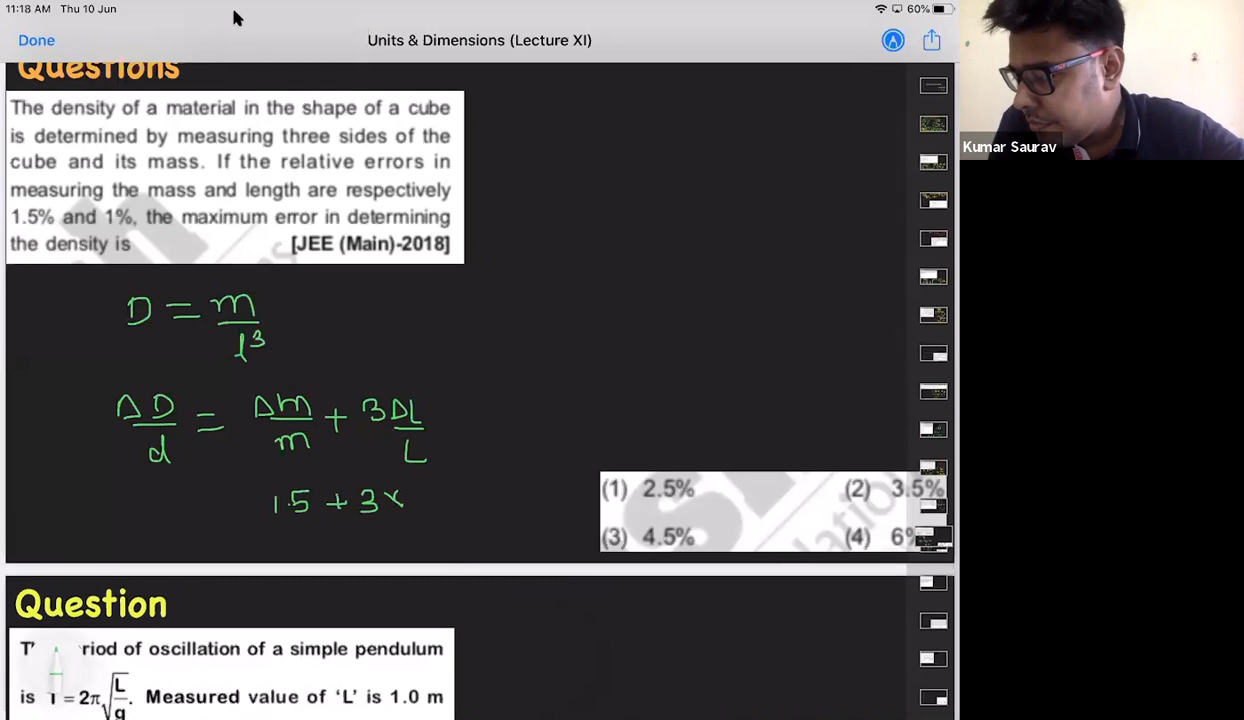 11:18 AM Thu 10 Jun
60%
Done
Units & Dimensions (Lecture XI)
Questions
The density of a material in the shape of a cube
is determined by measuring three sides of the
cube and its mass. If the relative errors in
measuring the mass and length are respectively
1.5% and 1%, the maximum error in determining
the density is [JEE (Main)-2018]
D = m/l³
ΔD/d = Δm/m + 3ΔL/L
1.5 + 3×
(1) 2.5% (2) 3.5%
(3) 4.5% (4) 6%
Question
riod of oscillation of a simple pendulum
is T = 2π√L/g. Measured value of 'L' is 1.0 m
Kumar Saurav